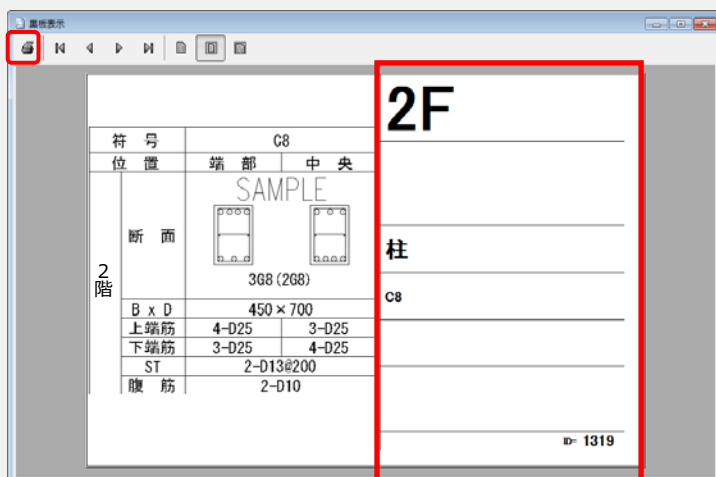 黒板表示
符 号 C8
位 置 端 部 中 央
2階
断 面 SAMPLE
3G8 (2G8)
B x D 450×700
上端筋 4-D25 3-D25
下端筋 3-D25 4-D25
ST 2-D13@200
腹 筋 2-D10
2F
柱
C8
ID= 1319